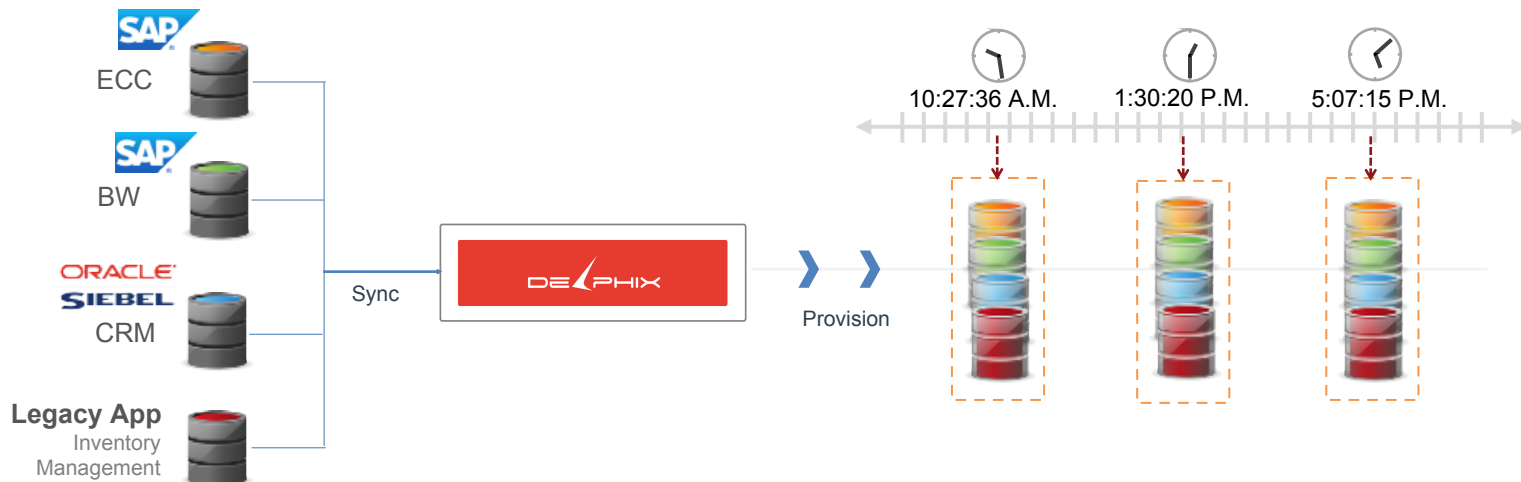 SAP
ECC
SAP
BW
ORACLE
SIEBEL
CRM
Legacy App
Inventory
Management
Sync
DELPHIX
Provision
10:27:36 A.M.
1:30:20 P.M.
5:07:15 P.M.